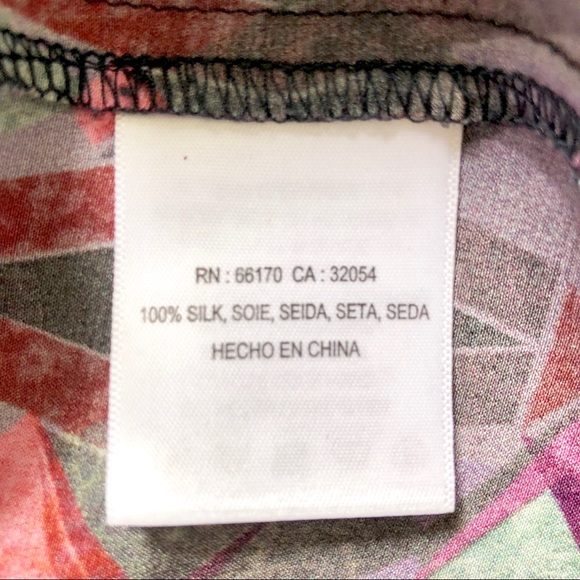 RN : 66170 CA : 32054
100% SILK, SOIE, SEIDA, SETA, SEDA
HECHO EN CHINA